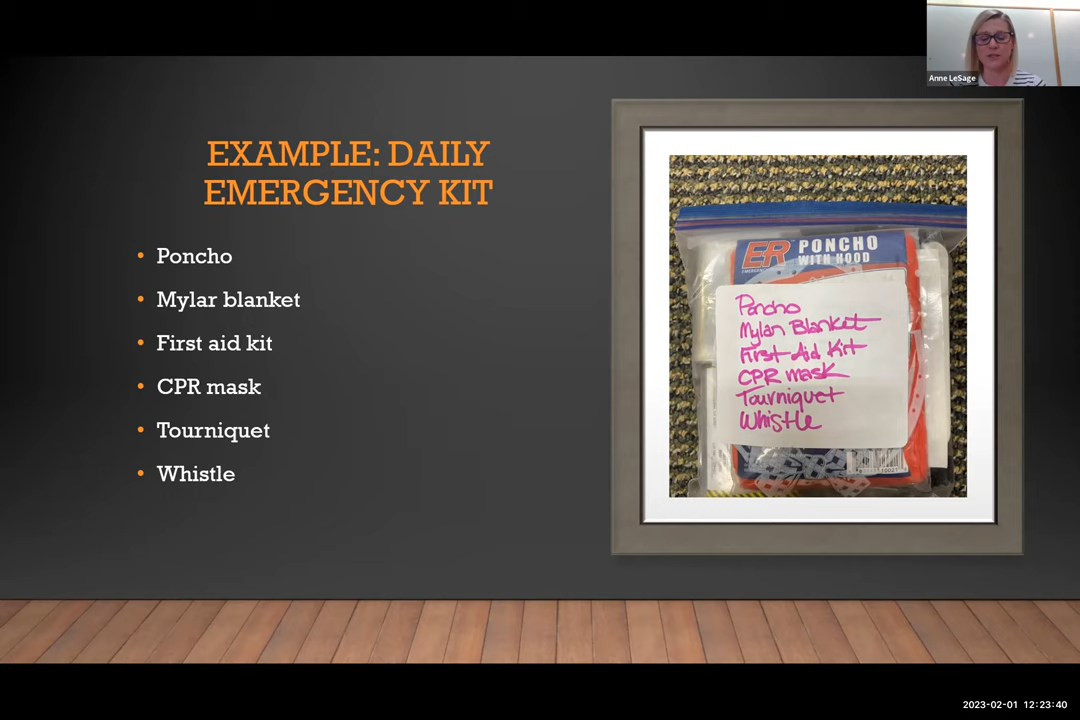 Anne LeSage
EXAMPLE: DAILY
EMERGENCY KIT
• Poncho
• Mylar blanket
• First aid kit
• CPR mask
• Tourniquet
• Whistle
ER PONCHO
WITH HOOD
Poncho
Mylan Blanket
First Aid Kit
CPR mask
Tourniquet
Whistle
2023-02-01 12:23:40